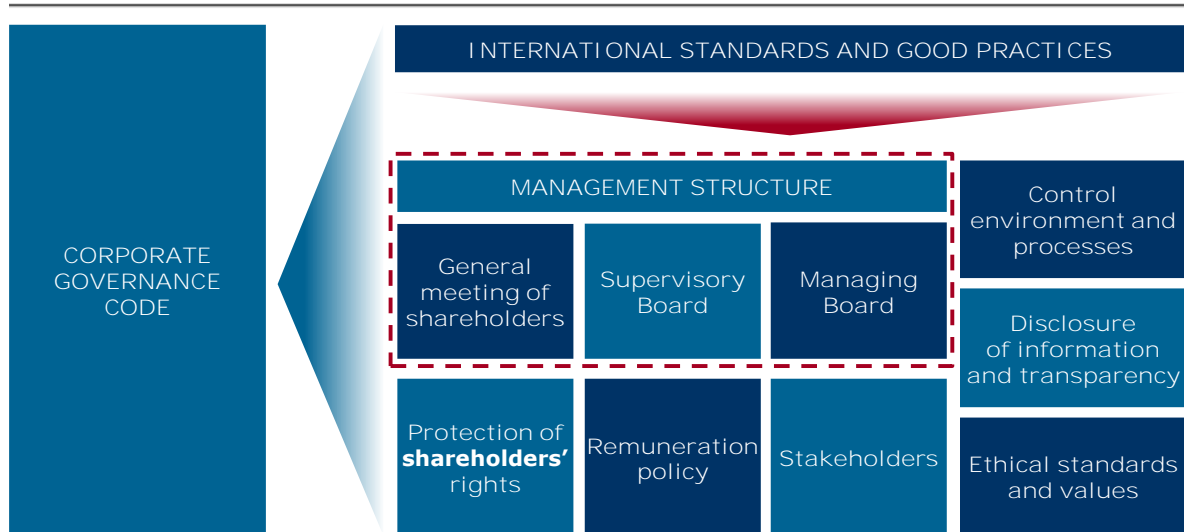 INTERNATIONAL STANDARDS AND GOOD PRACTICES
CORPORATE
GOVERNANCE
CODE
MANAGEMENT STRUCTURE
General
meeting of
shareholders
Supervisory
Board
Managing
Board
Control
environment and
processes
Disclosure
of information
and transparency
Protection of
shareholders’
rights
Remuneration
policy
Stakeholders
Ethical standards
and values